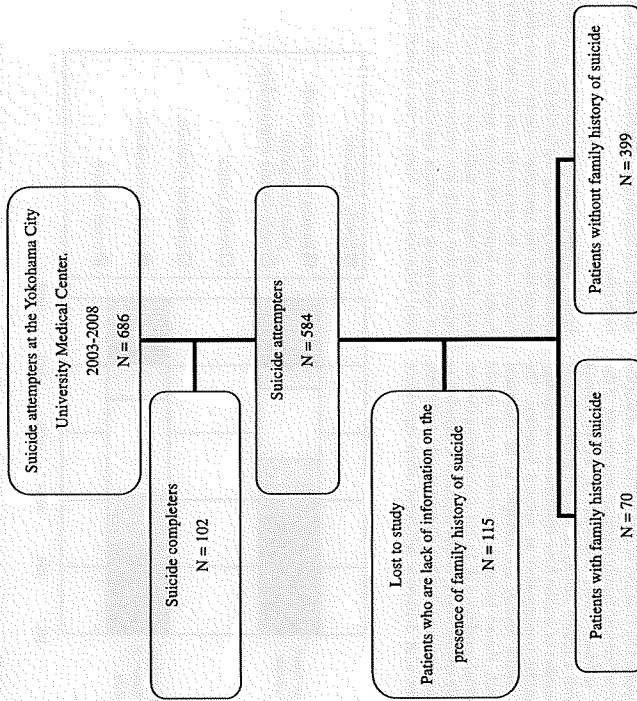 Suicide attempters at the Yokohama City
University Medical Center,
2003-2008
N = 686
Suicide completers
N = 102
Suicide attempters
N = 584
Lost to study
Patients who are lack of information on the
presence of family history of suicide
N = 115
Patients with family history of suicide
N = 70
Patients without family history of suicide
N = 399